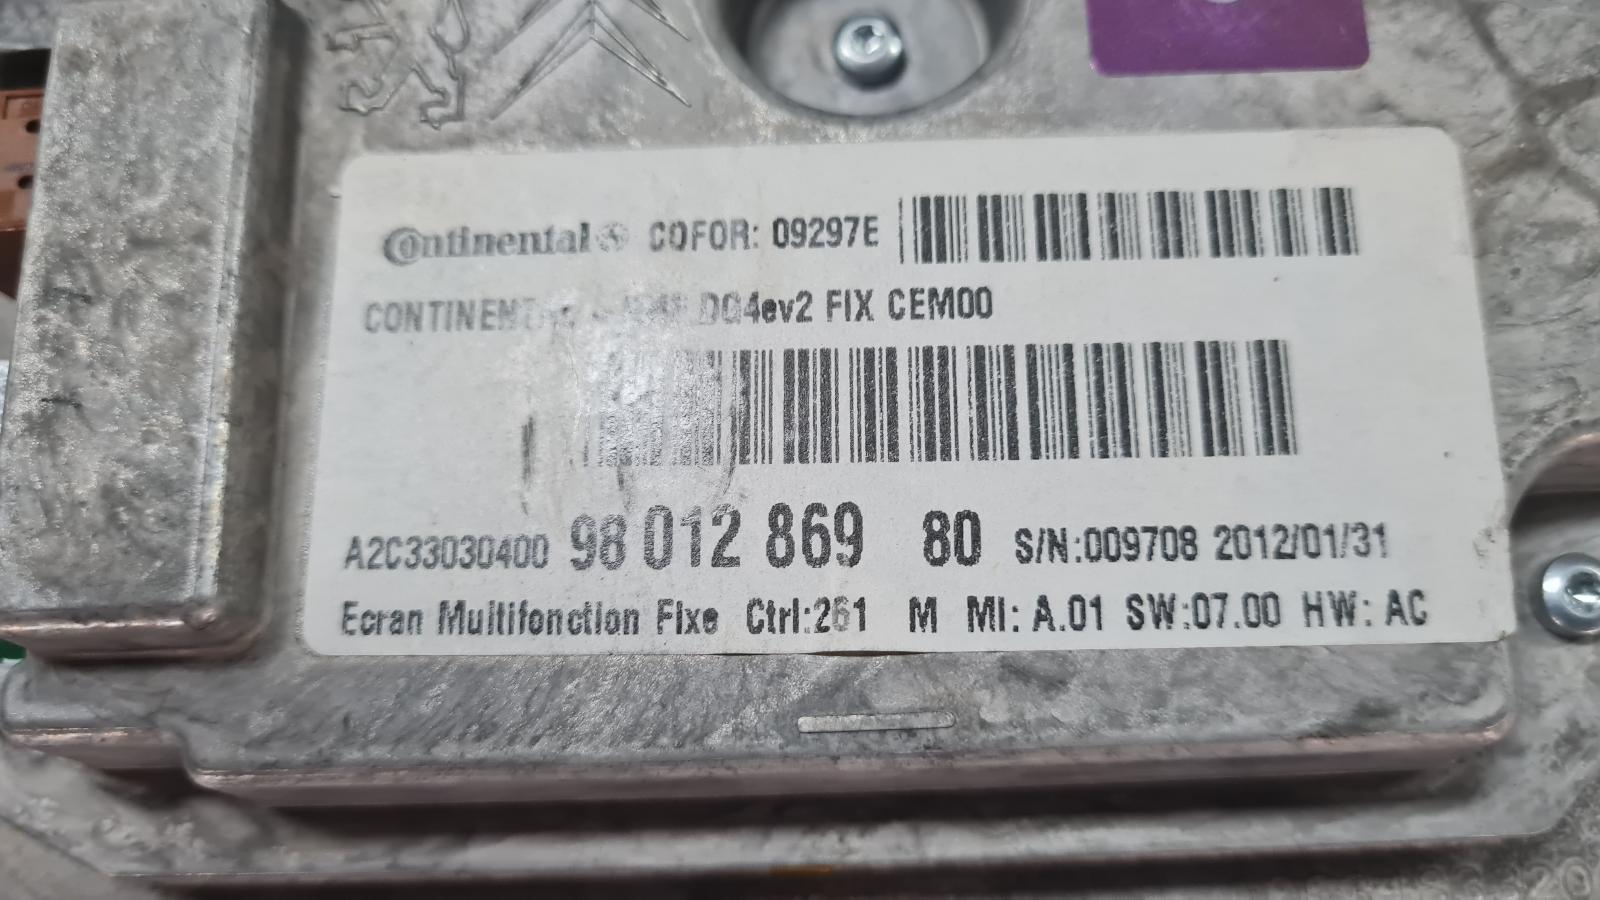 Continental COFOR: 09297E
FIX CEM00
A2C33030400 98 012 869 80 S/N:009708 2012/01/31
Ecran Multifonction Fixe Ctrl:261 M MI: A.01 SW:07.00 HW: AC